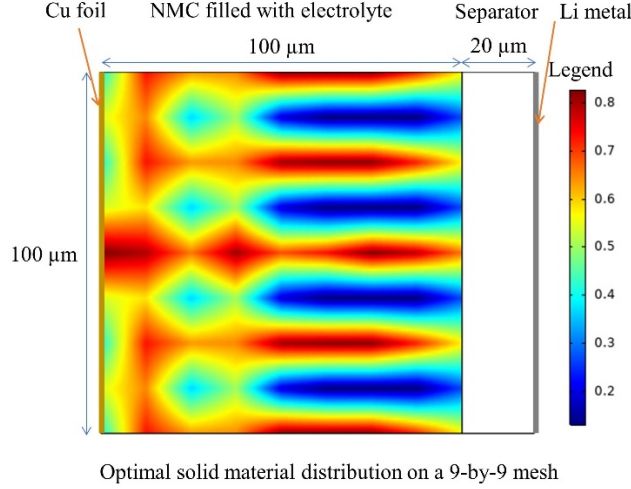 Cu foil NMC filled with electrolyte Separator Li metal
100 µm 20 µm
Legend
0.8
0.7
0.6
0.5
100 µm
0.4
0.3
0.2
Optimal solid material distribution on a 9-by-9 mesh